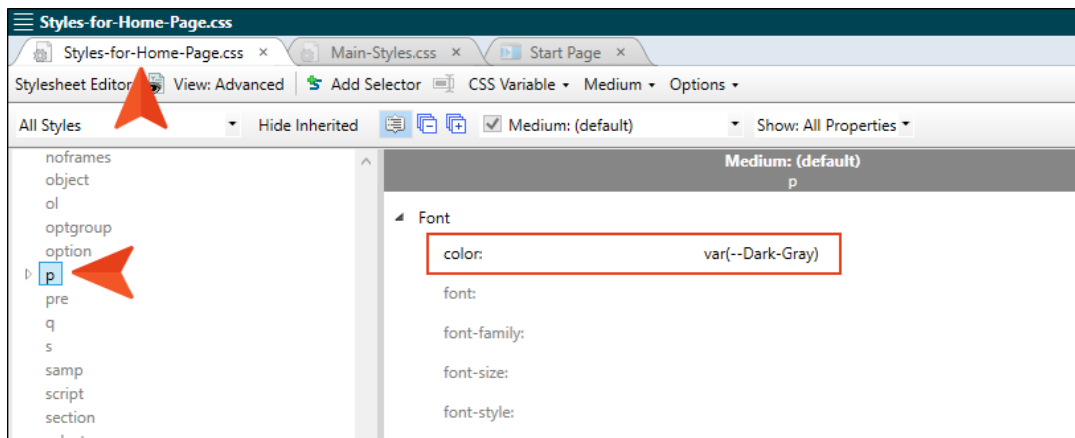 Styles-for-Home-Page.css
Styles-for-Home-Page.css × Main-Styles.css × Start Page ×
Stylesheet Editor View: Advanced Add Selector CSS Variable Medium Options
All Styles Hide Inherited Medium: (default) Show: All Properties
noframes
Medium: (default)
object
p
ol
Font
optgroup
option
color: var(--Dark-Gray)
p
pre
font:
q
font-family:
s
samp
font-size:
script
section
font-style: